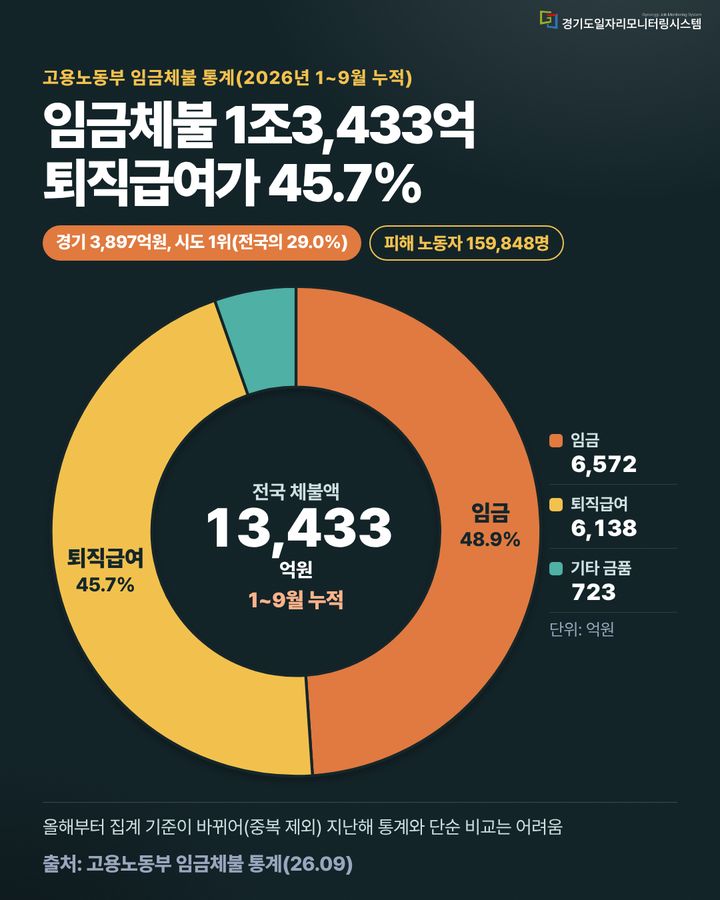 경기도일자리모니터링시스템
고용노동부 임금체불 통계(2026년 1~9월 누적)
임금체불 1조3,433억
퇴직급여가 45.7%
경기 3,897억원, 시도 1위(전국의 29.0%)
피해 노동자 159,848명
전국 체불액
13,433
억원
1~9월 누적
임금
48.9%
퇴직급여
45.7%
임금
6,572
퇴직급여
6,138
기타 금품
723
단위: 억원
올해부터 집계 기준이 바뀌어(중복 제외) 지난해 통계와 단순 비교는 어려움
출처: 고용노동부 임금체불 통계(26.09)